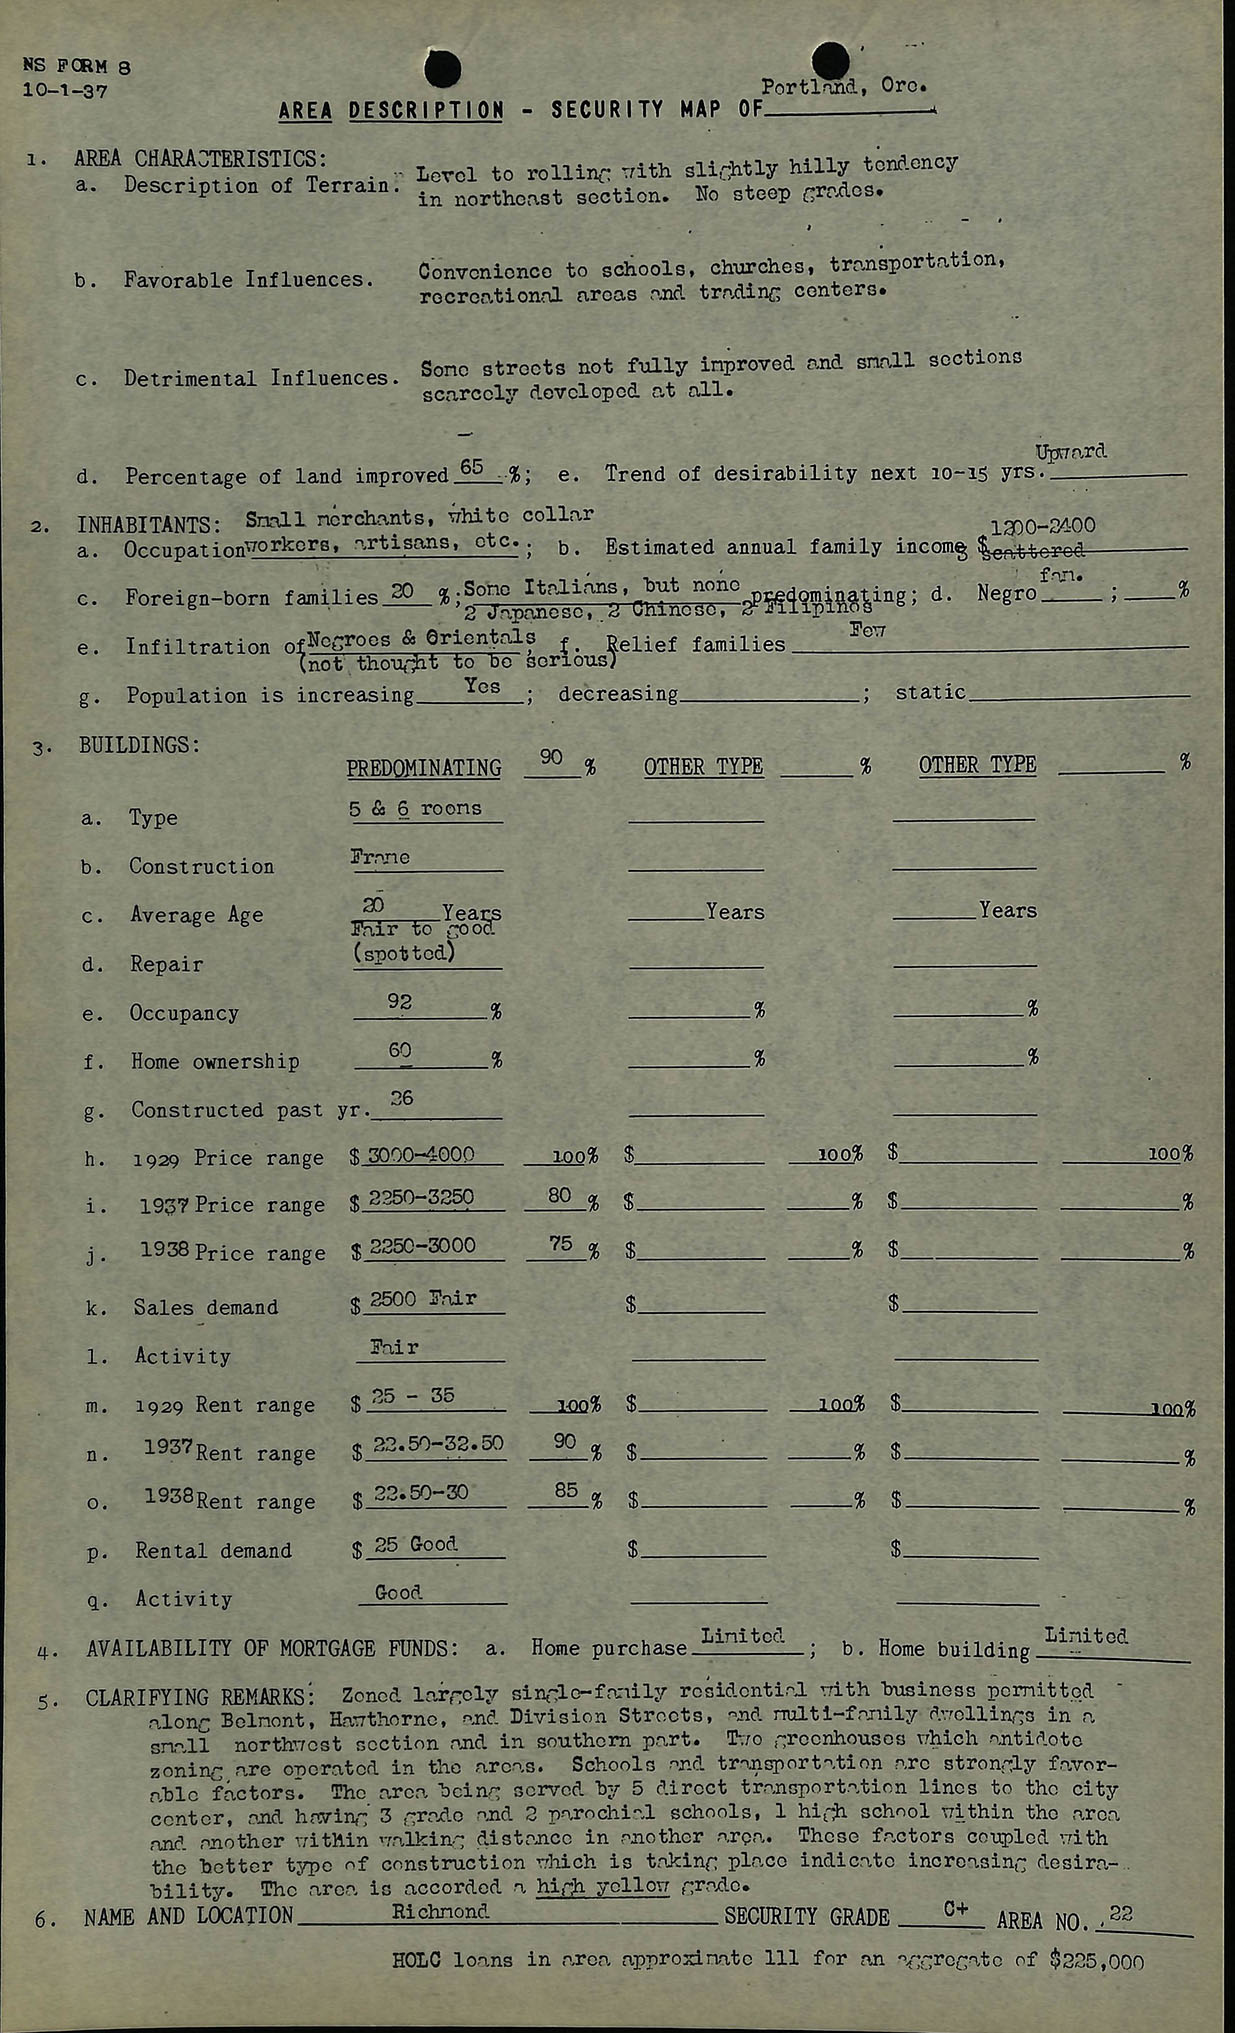 NS FORM 8
10-1-37
Portland, Ore.
AREA DESCRIPTION - SECURITY MAP OF
1. AREA CHARACTERISTICS:
a. Description of Terrain. Level to rolling with slightly hilly tendency
in northeast section. No steep grades.
b. Favorable Influences. Convenience to schools, churches, transportation,
recreational areas and trading centers.
c. Detrimental Influences. Some streets not fully improved and small sections
scarcely developed at all.
d. Percentage of land improved 65 %; e. Trend of desirability next 10-15 yrs. Upward
2. INHABITANTS: Small merchants, white collar
a. Occupation workers, artisans, etc.; b. Estimated annual family income $ 1200-2400
scattered
c. Foreign-born families 20 %; Some Italians, but none predominating; d. Negro 3 fam. ; %
2 Japanese, 2 Chinese, 2 Filipinos
e. Infiltration of Negroes & Orientals f. Relief families Few
(not thought to be serious)
g. Population is increasing Yes ; decreasing ; static
3. BUILDINGS:
PREDOMINATING 90 % OTHER TYPE % OTHER TYPE %
a. Type 5 & 6 rooms
b. Construction Frame
c. Average Age 20 Years Years Years
Fair to good
d. Repair (spotted)
e. Occupancy 92 % % %
f. Home ownership 60 % % %
g. Constructed past yr. 26
h. 1929 Price range $ 3000-4000 100% $ 100% $ 100%
i. 1937 Price range $ 2250-3250 80 % $ % $ %
j. 1938 Price range $ 2250-3000 75 % $ % $ %
k. Sales demand $ 2500 Fair $ $
l. Activity Fair
m. 1929 Rent range $ 25 - 35 100% $ 100% $ 100%
n. 1937 Rent range $ 22.50-32.50 90 % $ % $ %
o. 1938 Rent range $ 22.50-30 85 % $ % $ %
p. Rental demand $ 25 Good $ $
q. Activity Good
4. AVAILABILITY OF MORTGAGE FUNDS: a. Home purchase Limited ; b. Home building Limited
5. CLARIFYING REMARKS: Zoned largely single-family residential with business permitted
along Belmont, Hawthorne, and Division Streets, and multi-family dwellings in a
small northwest section and in southern part. Two greenhouses which antidote
zoning are operated in the areas. Schools and transportation are strongly favor-
able factors. The area being served by 5 direct transportation lines to the city
center, and having 3 grade and 2 parochial schools, 1 high school within the area
and another within walking distance in another area. These factors coupled with
the better type of construction which is taking place indicate increasing desira-
bility. The area is accorded a high yellow grade.
6. NAME AND LOCATION Richmond SECURITY GRADE C+ AREA NO. 22
HOLC loans in area approximate 111 for an aggregate of $225,000